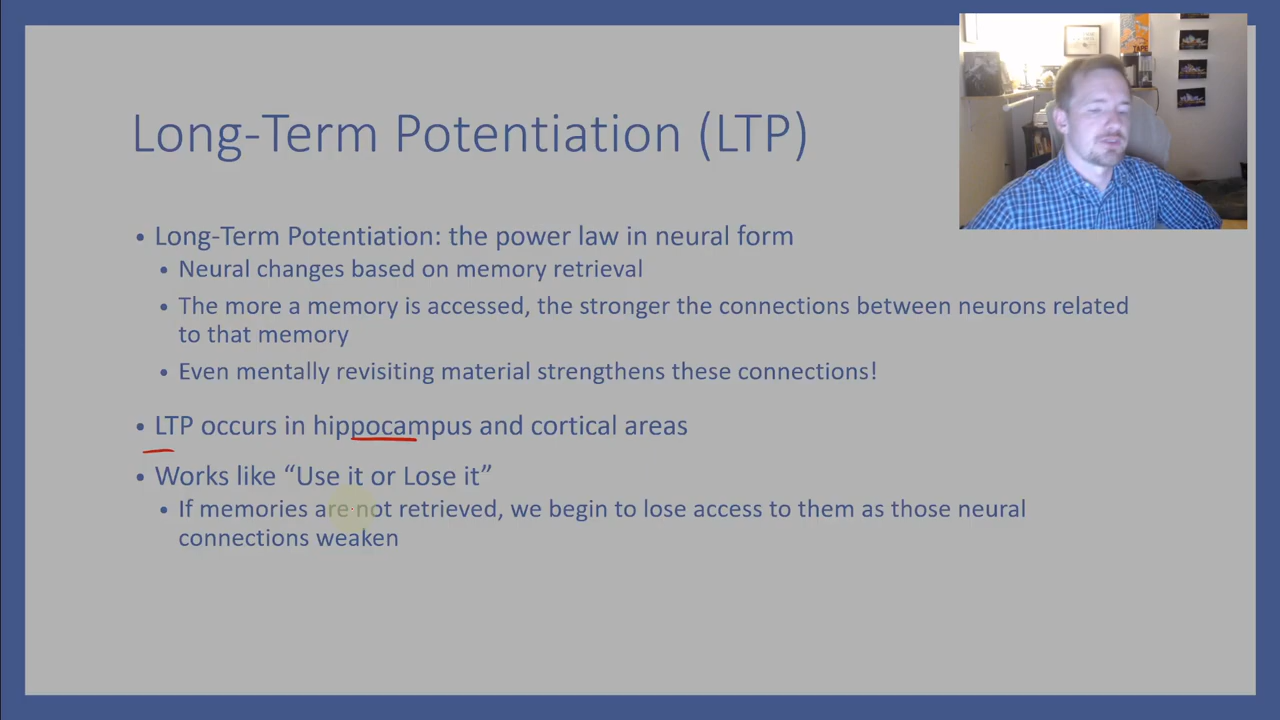 Long-Term Potentiation (LTP)
• Long-Term Potentiation: the power law in neural form
• Neural changes based on memory retrieval
• The more a memory is accessed, the stronger the connections between neurons related
to that memory
• Even mentally revisiting material strengthens these connections!
• LTP occurs in hippocampus and cortical areas
• Works like “Use it or Lose it”
• If memories are not retrieved, we begin to lose access to them as those neural
connections weaken
TAPE